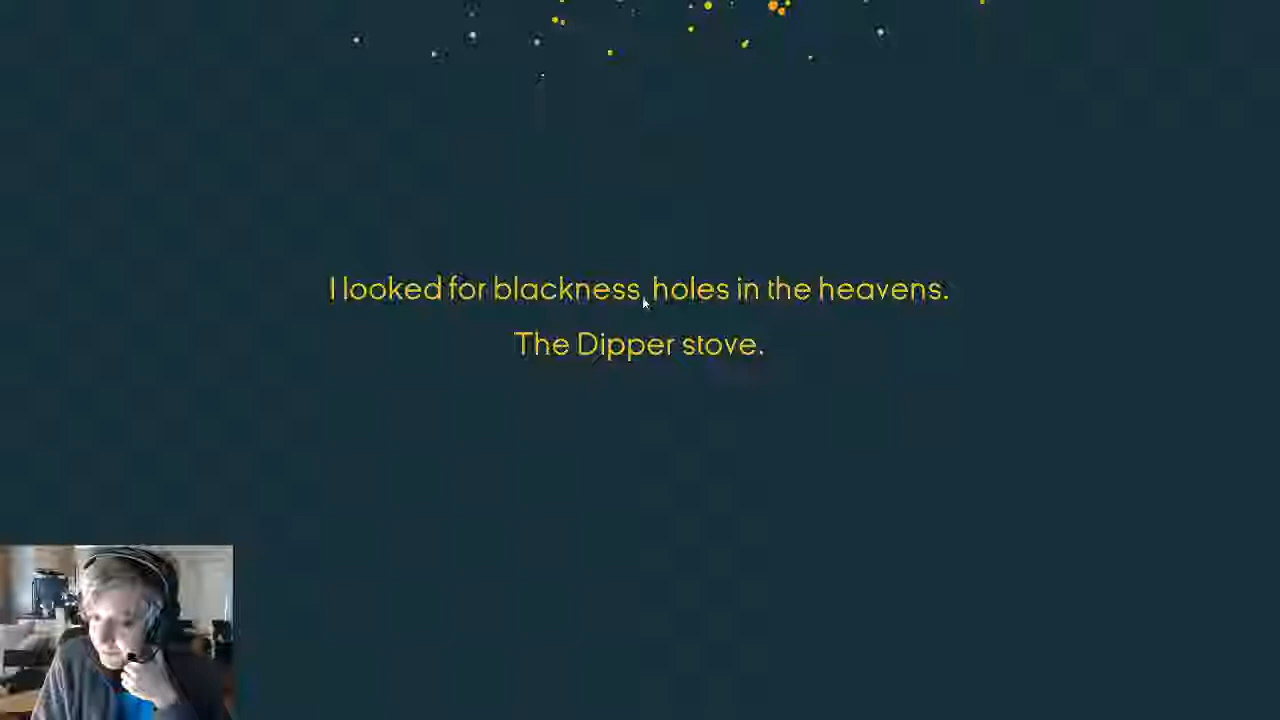 I looked for blackness, holes in the heavens.
The Dipper stove.